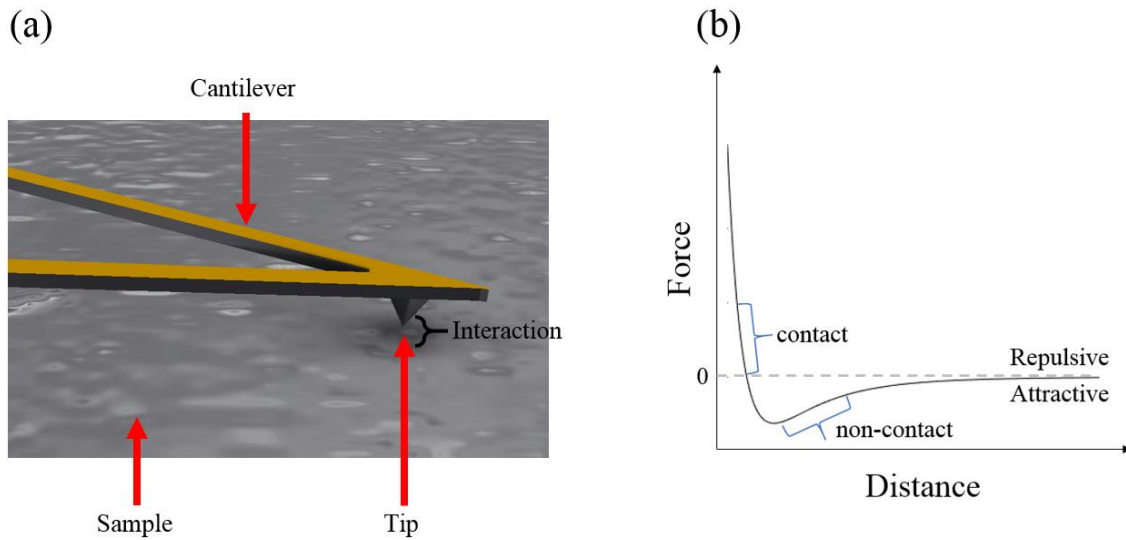 (a)
Cantilever
Interaction
Sample
Tip
(b)
Force
contact
0
Repulsive
Attractive
non-contact
Distance